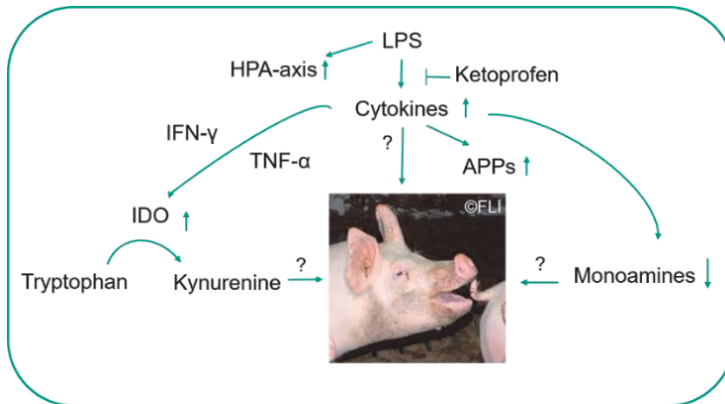 LPS
HPA-axis
Ketoprofen
Cytokines
IFN-γ
?
TNF-α
APPs
©FLI
IDO
Tryptophan
Kynurenine
?
?
Monoamines